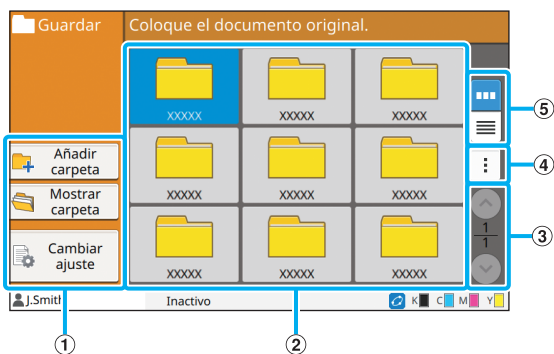 Guardar
Coloque el documento original.
XXXXX XXXXX XXXXX
XXXXX XXXXX XXXXX
XXXXX XXXXX XXXXX
Añadir
carpeta
Mostrar
carpeta
Cambiar
ajuste
1
1
J.Smith
Inactivo
K C M Y
5
4
3
1
2